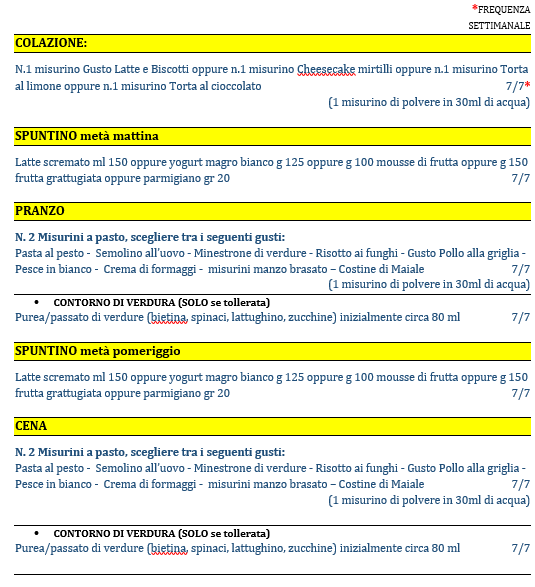 *FREQUENZA
SETTIMANALE
COLAZIONE:
N.1 misurino Gusto Latte e Biscotti oppure n.1 misurino Cheesecake mirtilli oppure n.1 misurino Torta
al limone oppure n.1 misurino Torta al cioccolato 7/7*
(1 misurino di polvere in 30ml di acqua)
SPUNTINO metà mattina
Latte scremato ml 150 oppure yogurt magro bianco g 125 oppure g 100 mousse di frutta oppure g 150
frutta grattugiata oppure parmigiano gr 20 7/7
PRANZO
N. 2 Misurini a pasto, scegliere tra i seguenti gusti:
Pasta al pesto - Semolino all'uovo - Minestrone di verdure - Risotto ai funghi - Gusto Pollo alla griglia -
Pesce in bianco - Crema di formaggi - misurini manzo brasato – Costine di Maiale 7/7
(1 misurino di polvere in 30ml di acqua)
• CONTORNO DI VERDURA (SOLO se tollerata)
Purea/passato di verdure (bietina, spinaci, lattughino, zucchine) inizialmente circa 80 ml 7/7
SPUNTINO metà pomeriggio
Latte scremato ml 150 oppure yogurt magro bianco g 125 oppure g 100 mousse di frutta oppure g 150
frutta grattugiata oppure parmigiano gr 20 7/7
CENA
N. 2 Misurini a pasto, scegliere tra i seguenti gusti:
Pasta al pesto - Semolino all'uovo - Minestrone di verdure - Risotto ai funghi - Gusto Pollo alla griglia -
Pesce in bianco - Crema di formaggi - misurini manzo brasato – Costine di Maiale 7/7
(1 misurino di polvere in 30ml di acqua)
• CONTORNO DI VERDURA (SOLO se tollerata)
Purea/passato di verdure (bietina, spinaci, lattughino, zucchine) inizialmente circa 80 ml 7/7